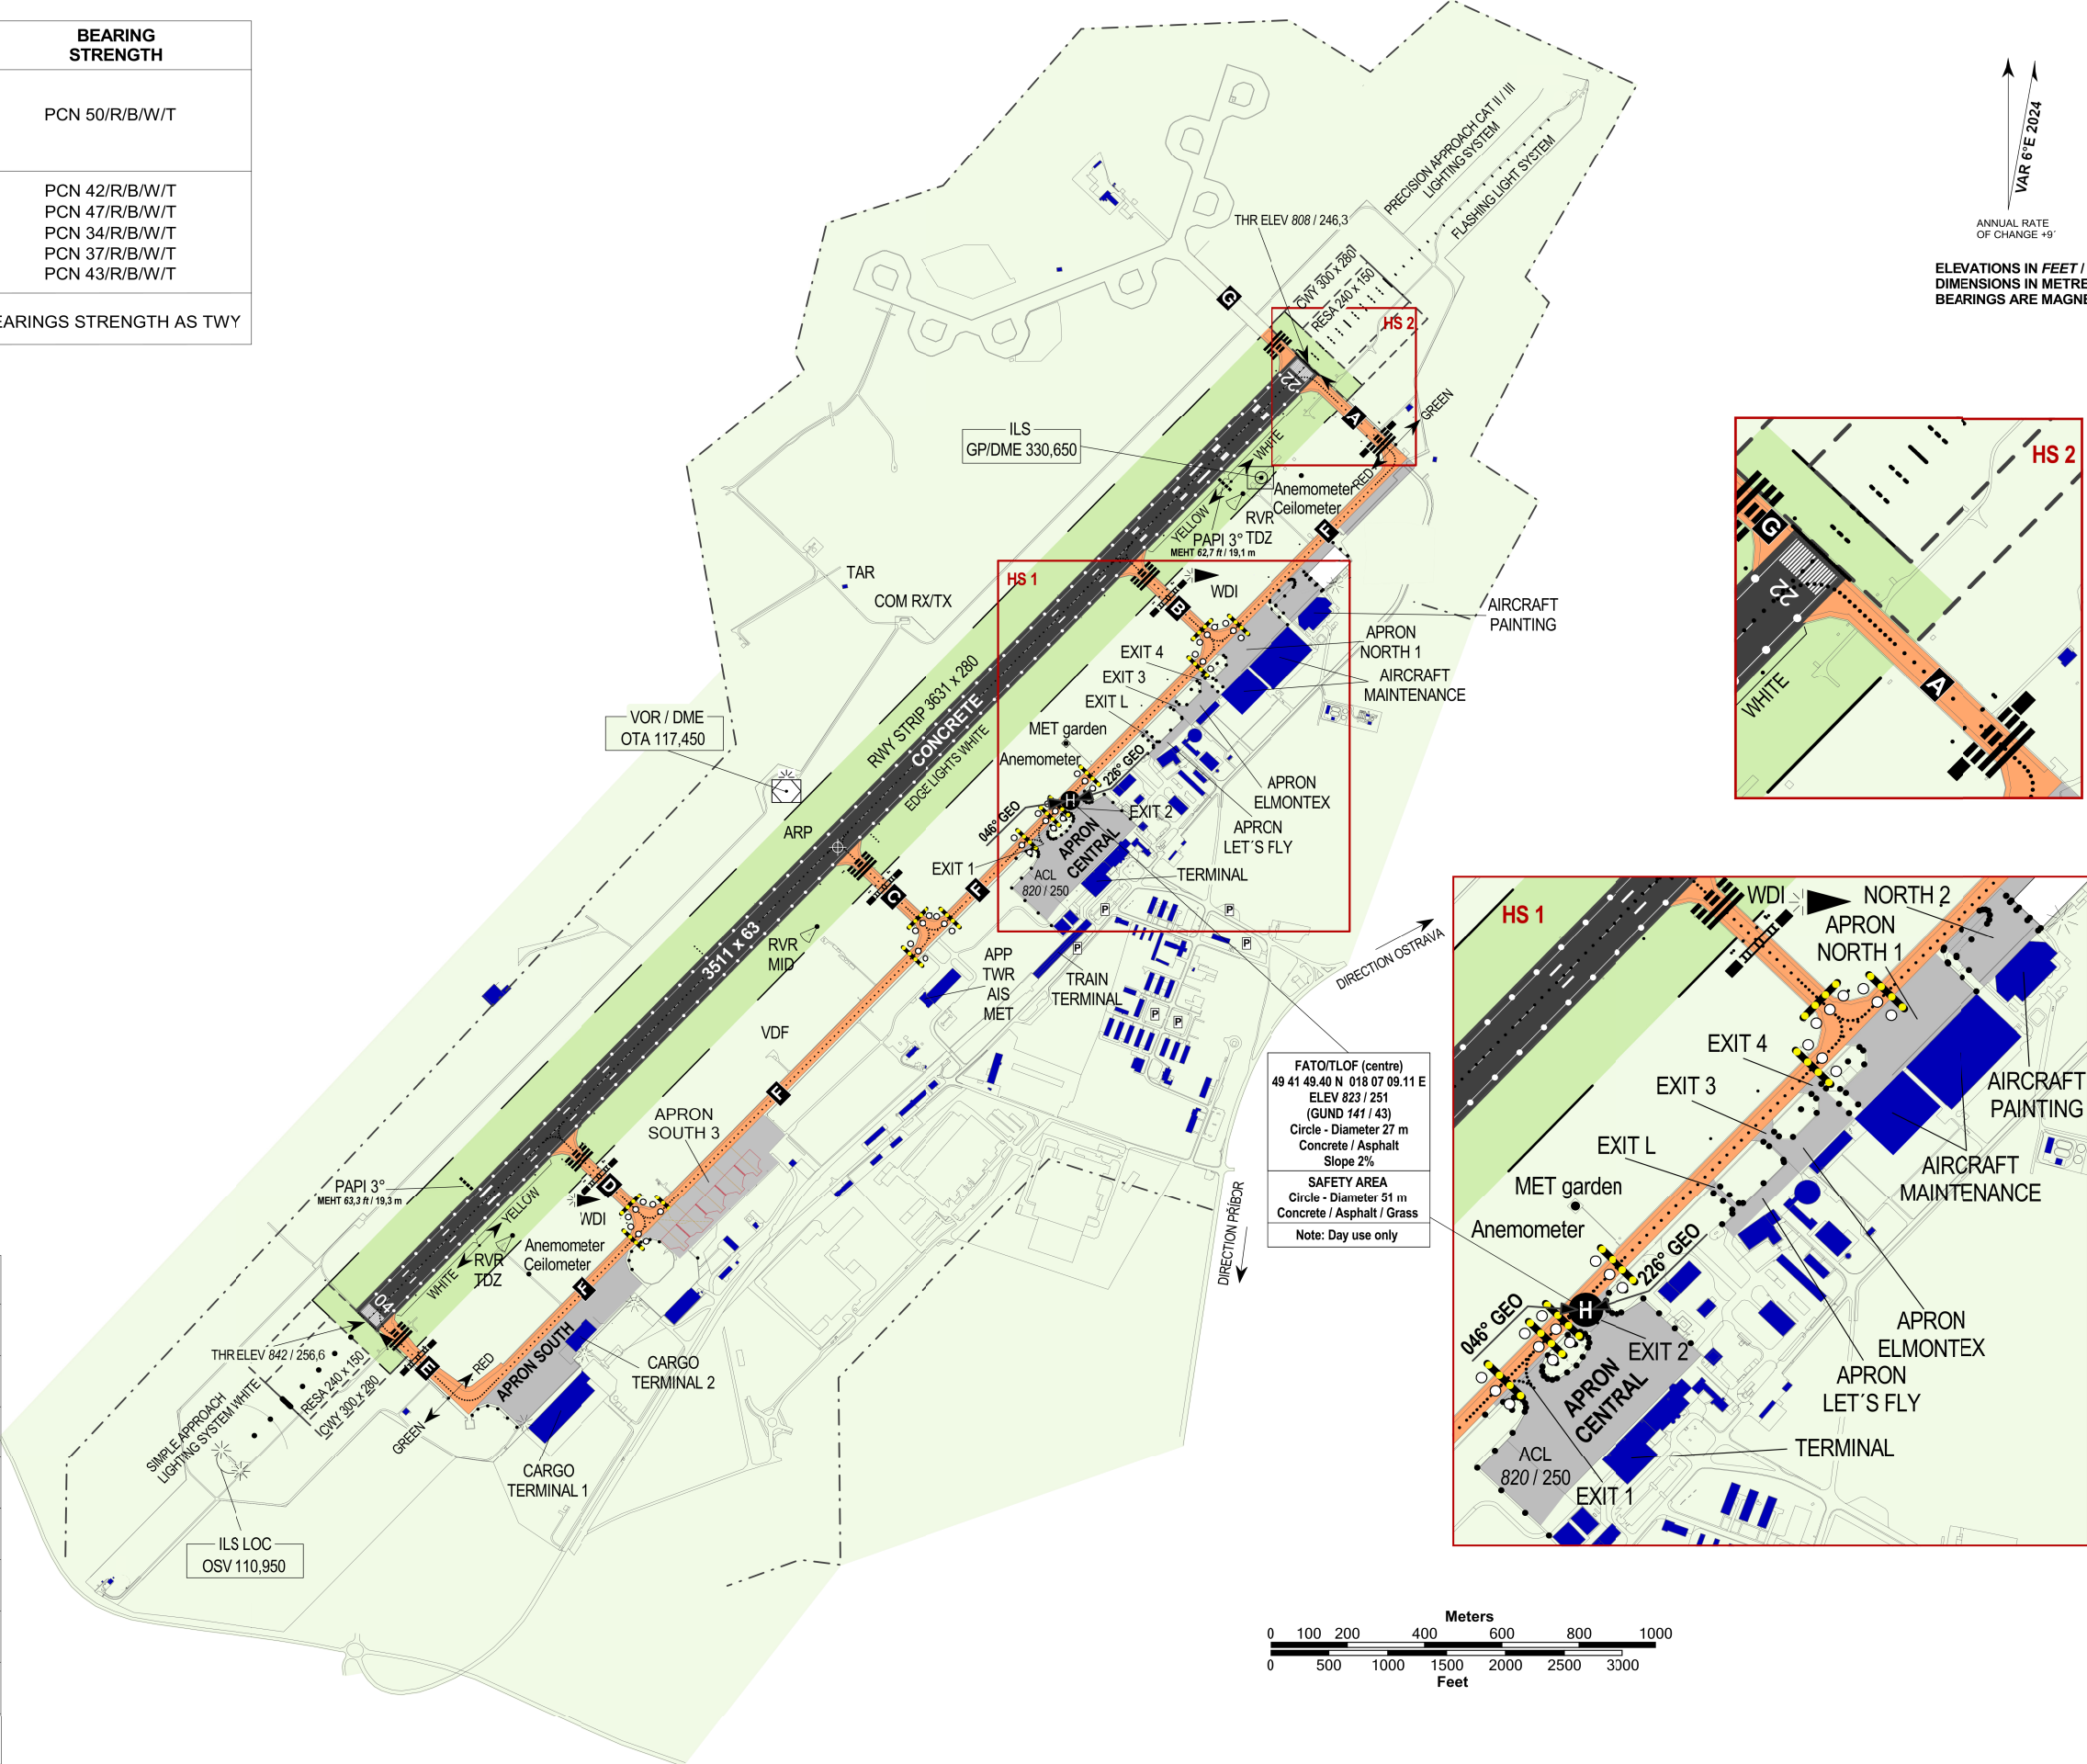 BEARING
STRENGTH
PCN 50/R/B/W/T
PCN 42/R/B/W/T
PCN 47/R/B/W/T
PCN 34/R/B/W/T
PCN 37/R/B/W/T
PCN 43/R/B/W/T
EARINGS STRENGTH AS TWY
VAR 6°E 2024
ANNUAL RATE
OF CHANGE +9'
ELEVATIONS IN FEET /
DIMENSIONS IN METRE
BEARINGS ARE MAGNE
PRECISION APPROACH CAT II / III
LIGHTING SYSTEM
FLASHING LIGHT SYSTEM
THR ELEV 808 / 246,3
CWY 300 x 280
RESA 240 x 150
HS 2
G
22
A
GREEN
RED
WHITE
YELLOW
ILS
GP/DME 330,650
Anemometer
Ceilometer
RVR
TDZ
PAPI 3°
MEHT 62,7 ft / 19,1 m
F
HS 1
WDI
B
TAR
COM RX/TX
AIRCRAFT
PAINTING
APRON
NORTH 1
AIRCRAFT
MAINTENANCE
EXIT 4
EXIT 3
EXIT L
MET garden
Anemometer
226° GEO
046° GEO
H
EXIT 2
EXIT 1
APRON
ELMONTEX
APRON
LET´S FLY
APRON
CENTRAL
ACL
820 / 250
TERMINAL
P
P
P
P
P
P
RWY STRIP 3631 x 280
CONCRETE
EDGE LIGHTS WHITE
VOR / DME
OTA 117,450
ARP
C
F
3511 x 63
RVR
MID
APP
TWR
AIS
MET
TRAIN
TERMINAL
DIRECTION OSTRAVA
VDF
F
APRON
SOUTH 3
DIRECTION PŘÍBOR
FATO/TLOF (centre)
49 41 49.40 N 018 07 09.11 E
ELEV 823 / 251
(GUND 141 / 43)
Circle - Diameter 27 m
Concrete / Asphalt
Slope 2%
SAFETY AREA
Circle - Diameter 51 m
Concrete / Asphalt / Grass
Note: Day use only
PAPI 3°
MEHT 63,3 ft / 19,3 m
D
WDI
YELLOW
WHITE
RVR
TDZ
Anemometer
Ceilometer
F
04
THR ELEV 842 / 256,6
E
RED
GREEN
RESA 240 x 150
CWY 300 x 280
SIMPLE APPROACH
LIGHTING SYSTEM WHITE
APRON SOUTH
CARGO
TERMINAL 2
CARGO
TERMINAL 1
ILS LOC
OSV 110,950
HS 2
G
22
A
WHITE
HS 1
WDI
NORTH 2
APRON
NORTH 1
EXIT 4
EXIT 3
EXIT L
MET garden
Anemometer
226° GEO
046° GEO
H
AIRCRAFT
PAINTING
AIRCRAFT
MAINTENANCE
APRON
ELMONTEX
APRON
LET´S FLY
EXIT 2
APRON
CENTRAL
ACL
820 / 250
TERMINAL
EXIT 1
Meters
0 100 200 400 600 800 1000
0 500 1000 1500 2000 2500 3000
Feet